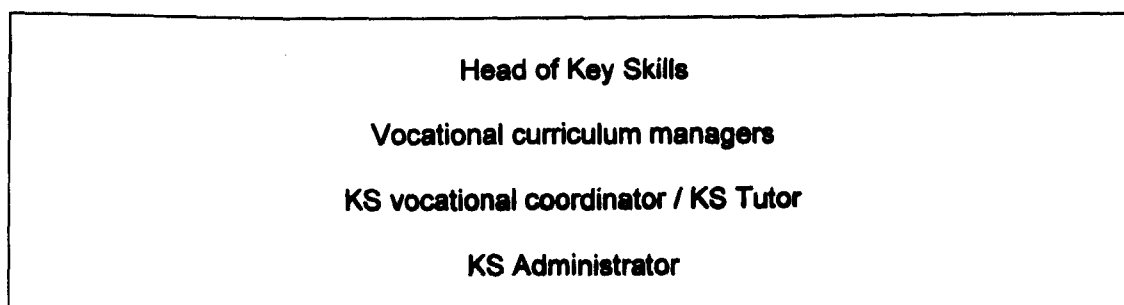 Head of Key Skills
Vocational curriculum managers
KS vocational coordinator / KS Tutor
KS Administrator